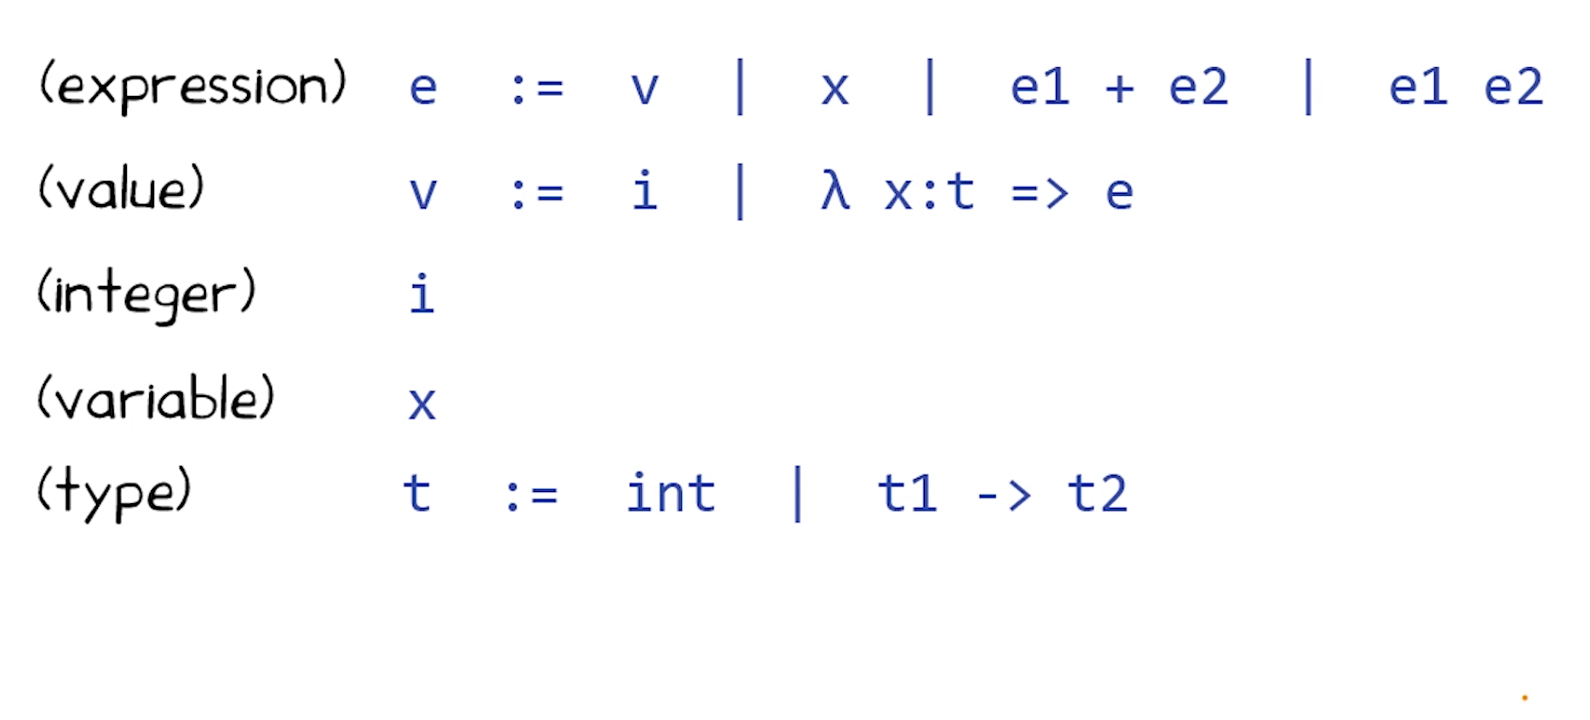 (expression) e := v | x | e1 + e2 | e1 e2
(value) v := i | λ x:t => e
(integer) i
(variable) x
(type) t := int | t1 -> t2